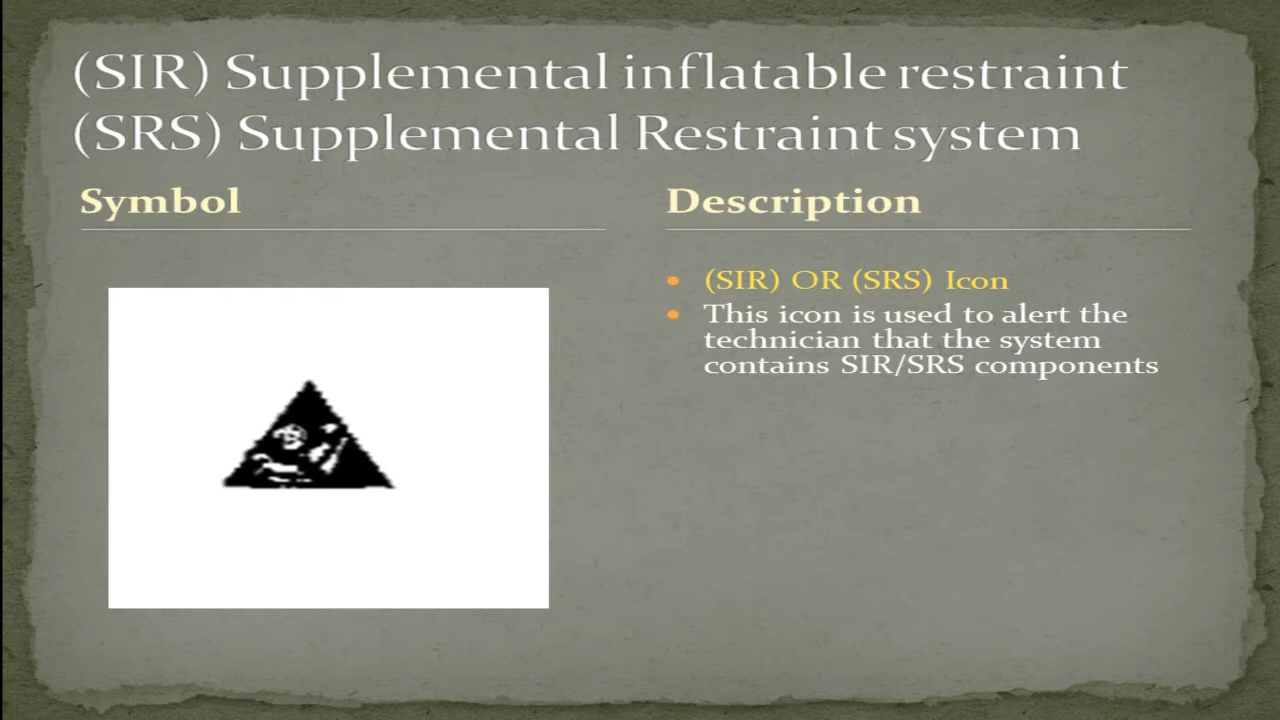 (SIR) Supplemental inflatable restraint
(SRS) Supplemental Restraint system
Symbol
Description
(SIR) OR (SRS) Icon
This icon is used to alert the
technician that the system
contains SIR/SRS components